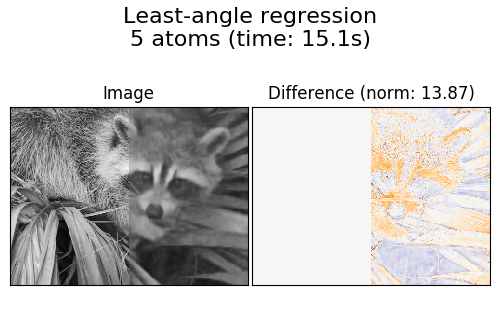 Least-angle regression
5 atoms (time: 15.1s)
Image
Difference (norm: 13.87)